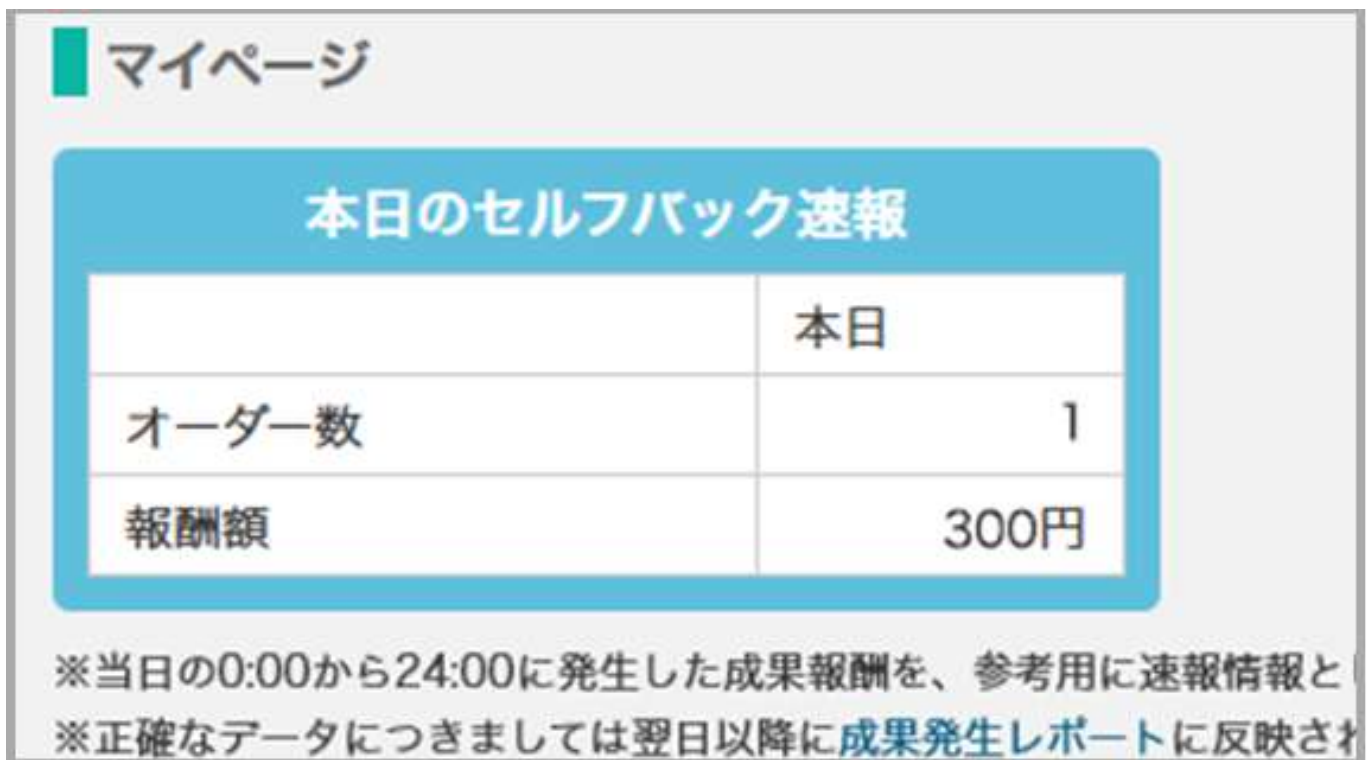 マイページ
本日のセルフバック速報
本日
オーダー数 1
報酬額 300円
※当日の0:00から24:00に発生した成果報酬を、参考用に速報情報と
※正確なデータにつきましては翌日以降に成果発生レポートに反映され